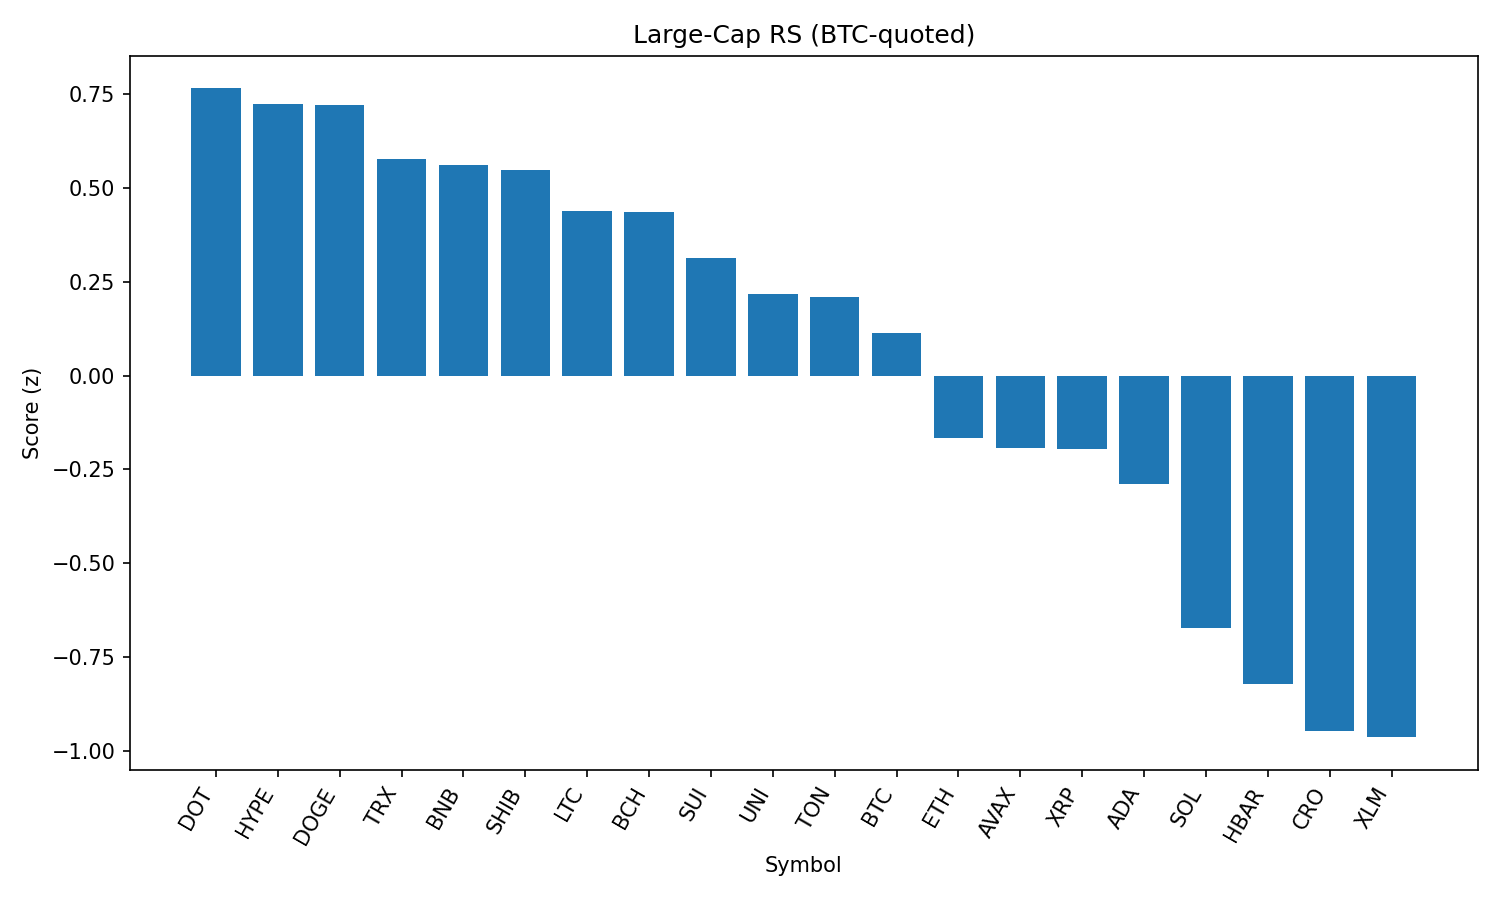 Large-Cap RS (BTC-quoted)
Score (z)
0.75
0.50
0.25
0.00
−0.25
−0.50
−0.75
−1.00
DOT
HYPE
DOGE
TRX
BNB
SHIB
LTC
BCH
SUI
UNI
TON
BTC
ETH
AVAX
XRP
ADA
SOL
HBAR
CRO
XLM
Symbol